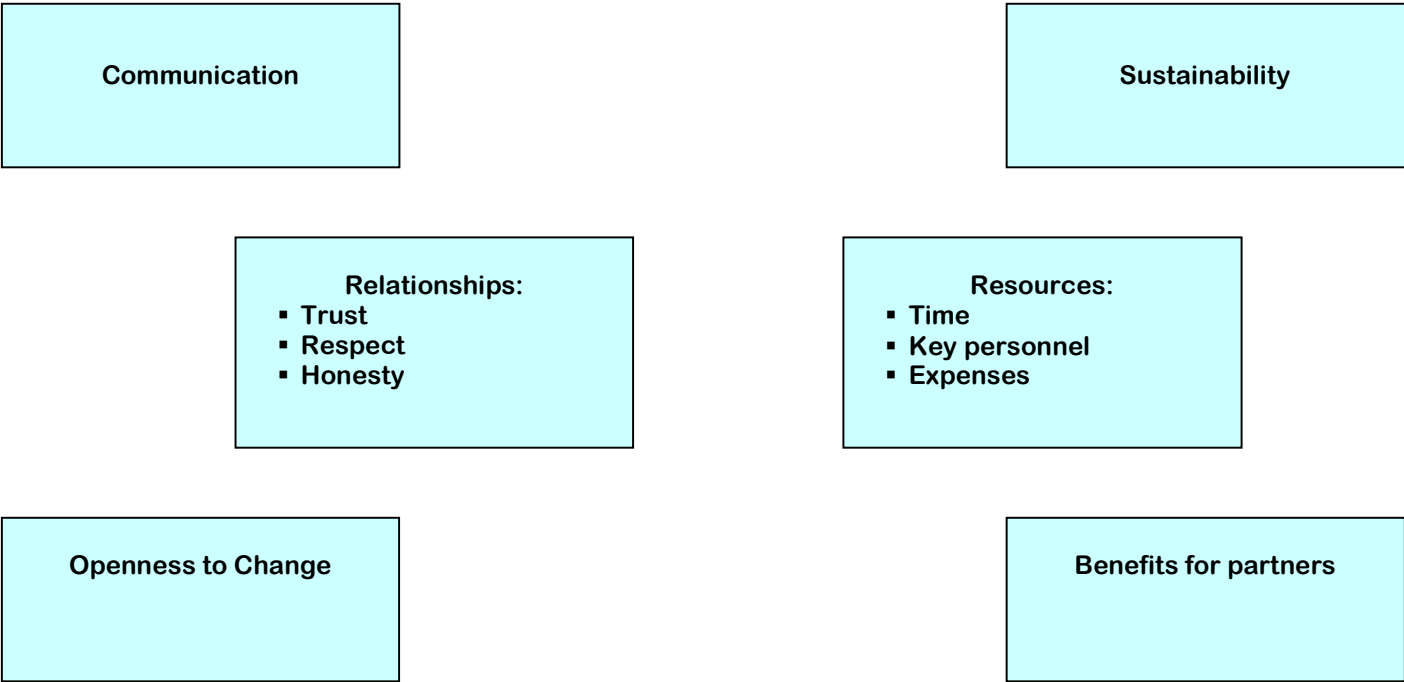 Communication
Sustainability
Relationships:
▪ Trust
▪ Respect
▪ Honesty
Resources:
▪ Time
▪ Key personnel
▪ Expenses
Openness to Change
Benefits for partners